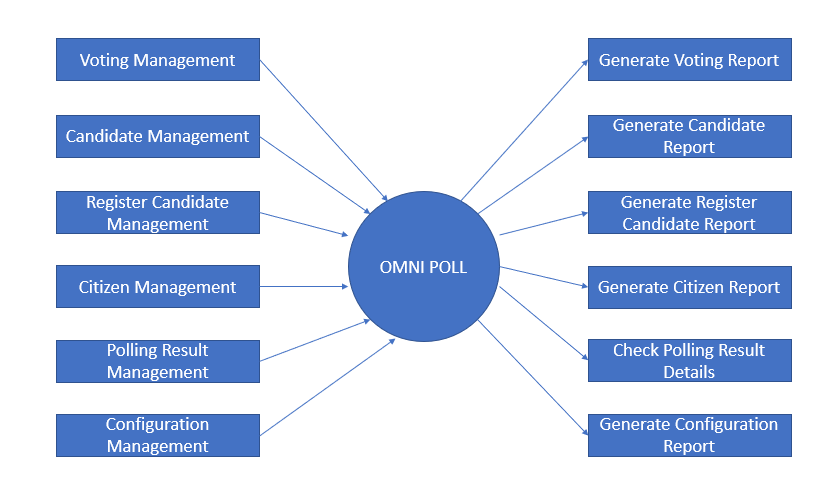 Voting Management
Candidate Management
Register Candidate
Management
Citizen Management
Polling Result
Management
Configuration
Management
OMNI POLL
Generate Voting Report
Generate Candidate
Report
Generate Register
Candidate Report
Generate Citizen Report
Check Polling Result
Details
Generate Configuration
Report